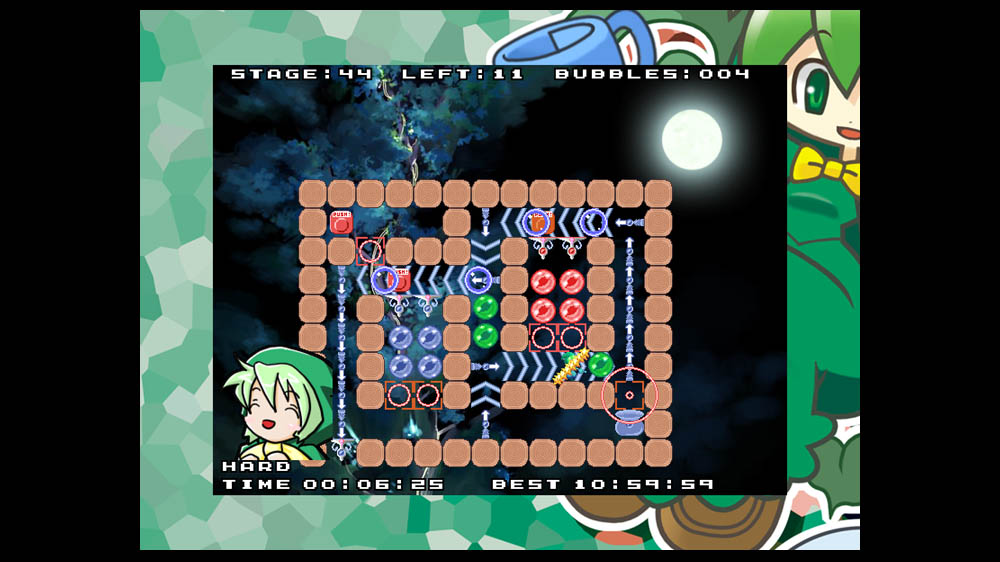 STAGE:44 LEFT:11 BUBBLES:004
PUSH!
PUSH!
HARD
TIME 00:06:25 BEST 10:59:59